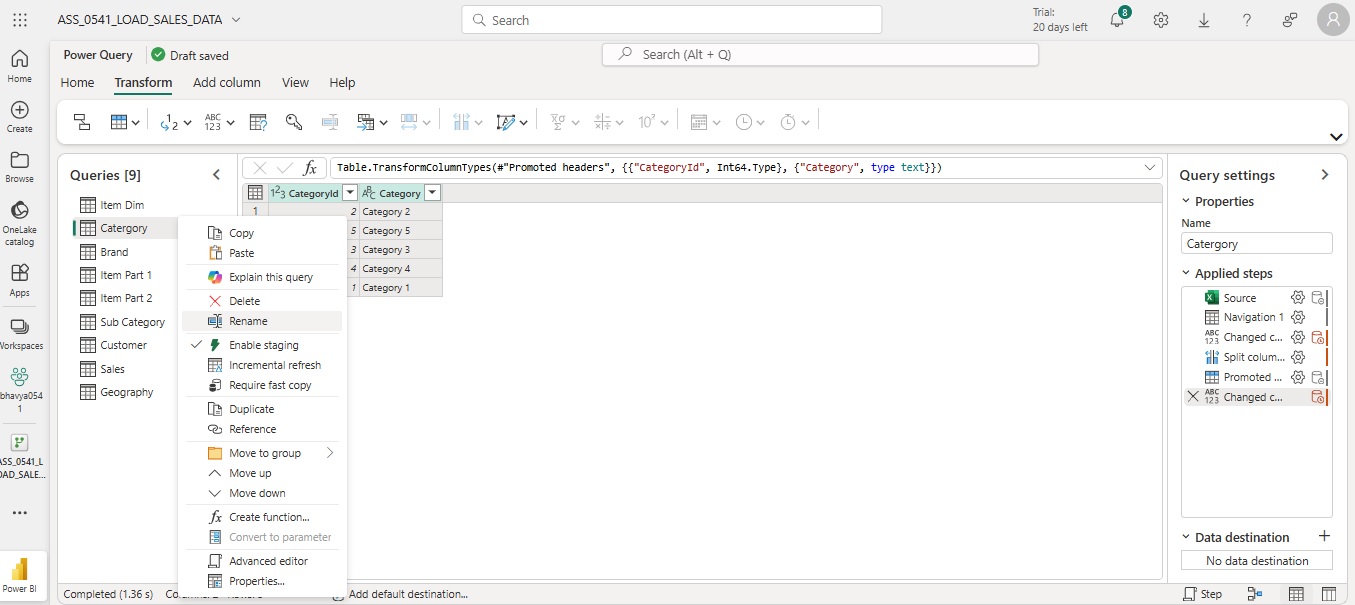 ASS_0541_LOAD_SALES_DATA
Search
Trial:
20 days left
8
Power Query
Draft saved
Search (Alt + Q)
Home
Transform
Add column
View
Help
Home
Create
Browse
OneLake
catalog
Apps
Workspaces
bhavya054
1
ASS_0541_L
OAD_SALE...
Power BI
Queries [9]
Item Dim
Catergory
Brand
Item Part 1
Item Part 2
Sub Category
Customer
Sales
Geography
Table.TransformColumnTypes(#"Promoted headers", {{"CategoryId", Int64.Type}, {"Category", type text}})
CategoryId
Category
1
2 Category 2
5 Category 5
3 Category 3
4 Category 4
1 Category 1
Copy
Paste
Explain this query
Delete
Rename
Enable staging
Incremental refresh
Require fast copy
Duplicate
Reference
Move to group
Move up
Move down
Create function...
Convert to parameter
Advanced editor
Properties...
Query settings
Properties
Name
Catergory
Applied steps
Source
Navigation 1
Changed c...
Split colum...
Promoted ...
Changed c...
Data destination
No data destination
Completed (1.36 s)
Add default destination...
Step